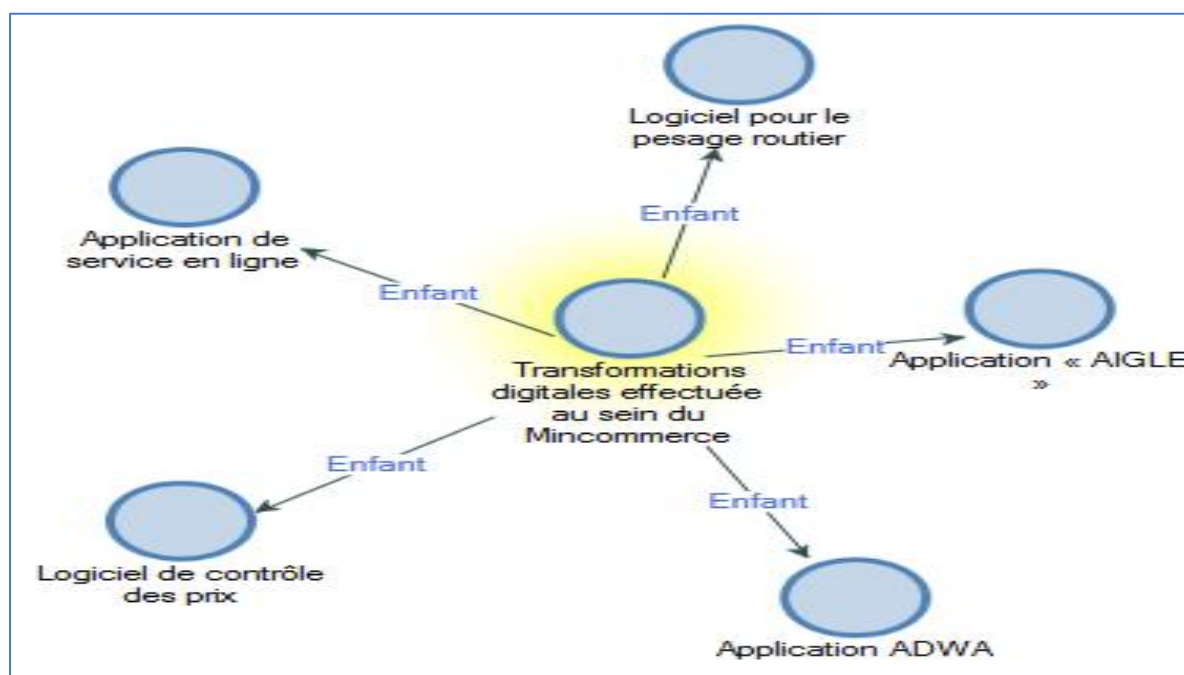 Logiciel pour le
pesage routier
Enfant
Application de
service en ligne
Enfant
Enfant
Application « AIGLE
»
Transformations
digitales effectuée
au sein du
Mincommerce
Enfant
Enfant
Logiciel de contrôle
des prix
Application ADWA